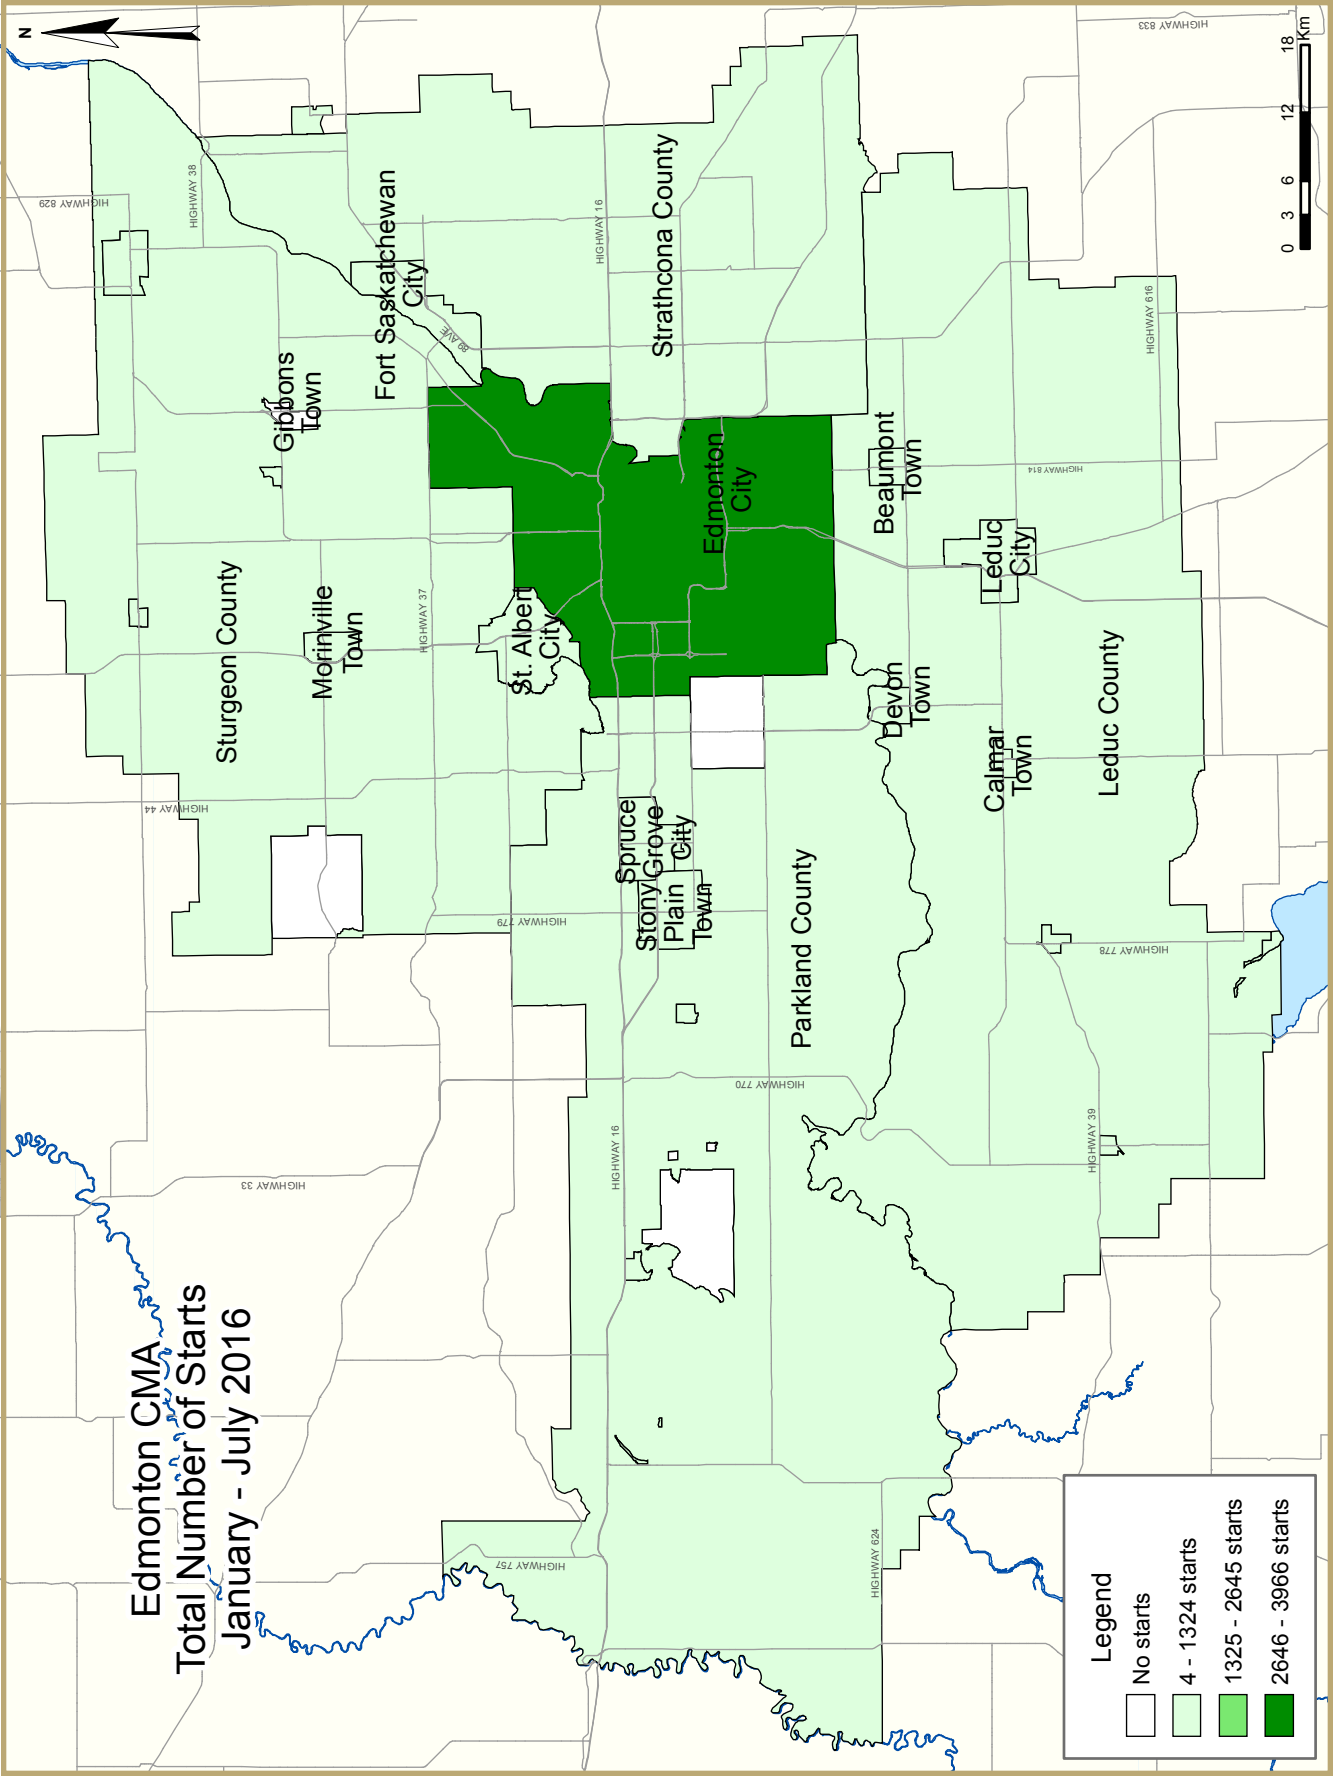 Edmonton CMA
Total Number of Starts
January - July 2016
N
HIGHWAY 829
HIGHWAY 38
HIGHWAY 833
Gibbons
Town
Fort Saskatchewan
City
89 AVE
HIGHWAY 16
Strathcona County
Sturgeon County
Morinville
Town
HIGHWAY 37
HIGHWAY 44
St. Albert
City
Edmonton
City
Beaumont
Town
HIGHWAY 814
HIGHWAY 616
Leduc
City
Devon
Town
Calmar
Town
Leduc County
Spruce
Grove
City
Stony
Plain
Town
HIGHWAY 779
Parkland County
HIGHWAY 778
HIGHWAY 770
HIGHWAY 16
HIGHWAY 39
HIGHWAY 33
HIGHWAY 757
HIGHWAY 624
Legend
No starts
4 - 1324 starts
1325 - 2645 starts
2646 - 3966 starts
0 3 6 12 18
Km